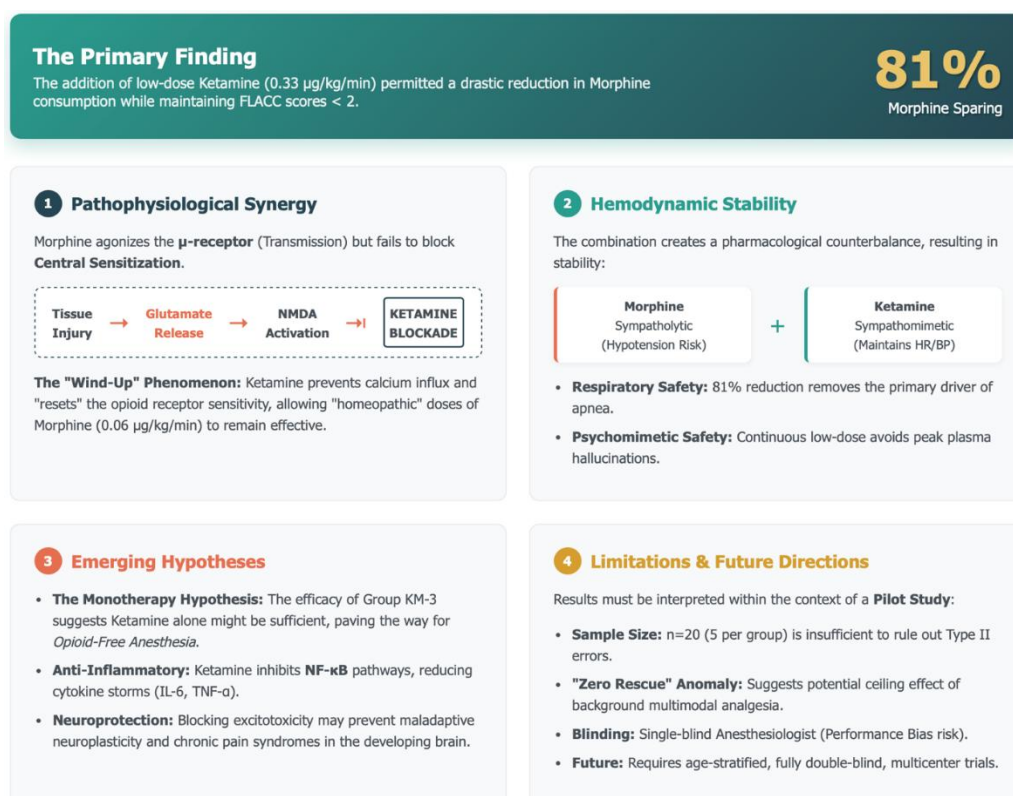 The Primary Finding
The addition of low-dose Ketamine (0.33 µg/kg/min) permitted a drastic reduction in Morphine
consumption while maintaining FLACC scores < 2.
81%
Morphine Sparing
1 Pathophysiological Synergy
Morphine agonizes the µ-receptor (Transmission) but fails to block
Central Sensitization.
Tissue
Injury
→
Glutamate
Release
→
NMDA
Activation
→|
KETAMINE
BLOCKADE
The "Wind-Up" Phenomenon: Ketamine prevents calcium influx and
"resets" the opioid receptor sensitivity, allowing "homeopathic" doses of
Morphine (0.06 µg/kg/min) to remain effective.
2 Hemodynamic Stability
The combination creates a pharmacological counterbalance, resulting in
stability:
Morphine
Sympatholytic
(Hypotension Risk)
+
Ketamine
Sympathomimetic
(Maintains HR/BP)
• Respiratory Safety: 81% reduction removes the primary driver of
apnea.
• Psychomimetic Safety: Continuous low-dose avoids peak plasma
hallucinations.
3 Emerging Hypotheses
• The Monotherapy Hypothesis: The efficacy of Group KM-3
suggests Ketamine alone might be sufficient, paving the way for
Opioid-Free Anesthesia.
• Anti-Inflammatory: Ketamine inhibits NF-κB pathways, reducing
cytokine storms (IL-6, TNF-α).
• Neuroprotection: Blocking excitotoxicity may prevent maladaptive
neuroplasticity and chronic pain syndromes in the developing brain.
4 Limitations & Future Directions
Results must be interpreted within the context of a Pilot Study:
• Sample Size: n=20 (5 per group) is insufficient to rule out Type II
errors.
• "Zero Rescue" Anomaly: Suggests potential ceiling effect of
background multimodal analgesia.
• Blinding: Single-blind Anesthesiologist (Performance Bias risk).
• Future: Requires age-stratified, fully double-blind, multicenter trials.